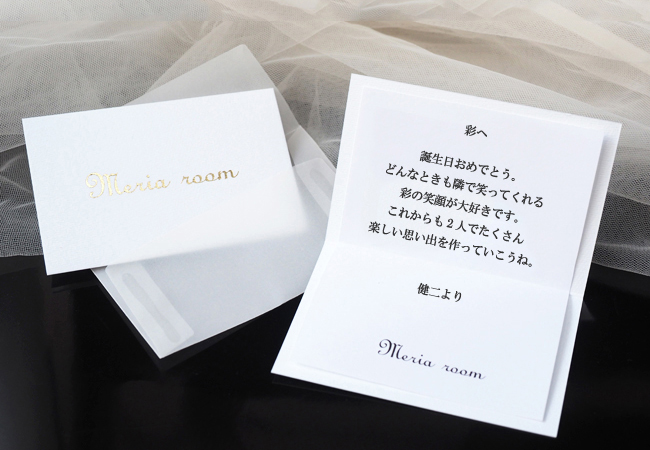 Meria room
彩へ
誕生日おめでとう。
どんなときも隣で笑ってくれる
彩の笑顔が大好きです。
これからも２人でたくさん
楽しい思い出を作っていこうね。
健二より
Meria room